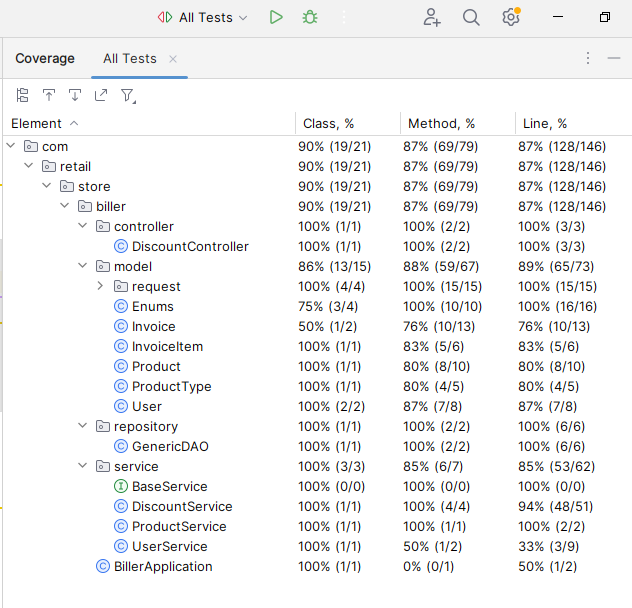 All Tests
Coverage All Tests
Element Class, % Method, % Line, %
com 90% (19/21) 87% (69/79) 87% (128/146)
retail 90% (19/21) 87% (69/79) 87% (128/146)
store 90% (19/21) 87% (69/79) 87% (128/146)
biller 90% (19/21) 87% (69/79) 87% (128/146)
controller 100% (1/1) 100% (2/2) 100% (3/3)
DiscountController 100% (1/1) 100% (2/2) 100% (3/3)
model 86% (13/15) 88% (59/67) 89% (65/73)
request 100% (4/4) 100% (15/15) 100% (15/15)
Enums 75% (3/4) 100% (10/10) 100% (16/16)
Invoice 50% (1/2) 76% (10/13) 76% (10/13)
InvoiceItem 100% (1/1) 83% (5/6) 83% (5/6)
Product 100% (1/1) 80% (8/10) 80% (8/10)
ProductType 100% (1/1) 80% (4/5) 80% (4/5)
User 100% (2/2) 87% (7/8) 87% (7/8)
repository 100% (1/1) 100% (2/2) 100% (6/6)
GenericDAO 100% (1/1) 100% (2/2) 100% (6/6)
service 100% (3/3) 85% (6/7) 85% (53/62)
BaseService 100% (0/0) 100% (0/0) 100% (0/0)
DiscountService 100% (1/1) 100% (4/4) 94% (48/51)
ProductService 100% (1/1) 100% (1/1) 100% (2/2)
UserService 100% (1/1) 50% (1/2) 33% (3/9)
BillerApplication 100% (1/1) 0% (0/1) 50% (1/2)